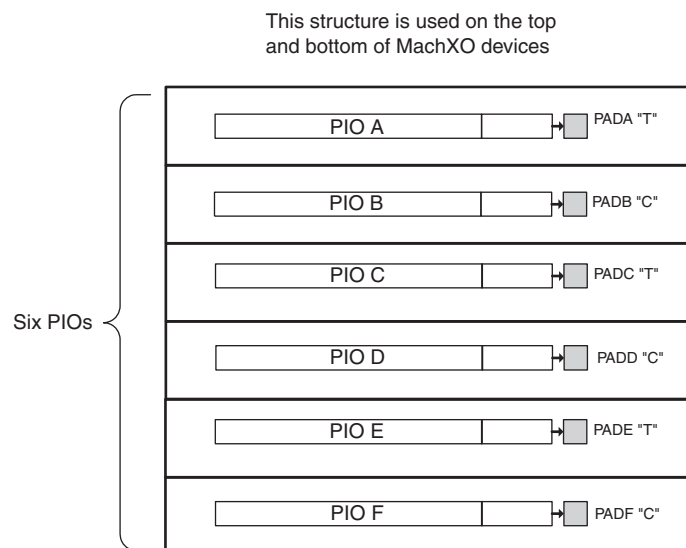 This structure is used on the top
and bottom of MachXO devices
PIO A
PADA "T"
PIO B
PADB "C"
PIO C
PADC "T"
Six PIOs
PIO D
PADD "C"
PIO E
PADE "T"
PIO F
PADF "C"